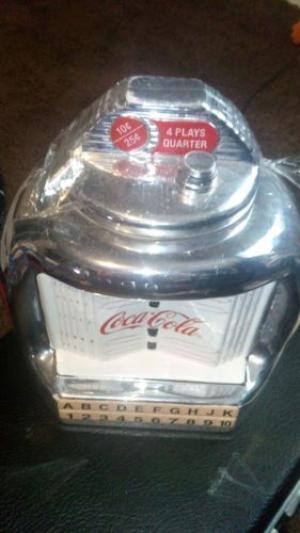 10¢
25¢
4 PLAYS
QUARTER
Coca-Cola
A B C D E F G H J K
1 2 3 4 5 6 7 8 9 10